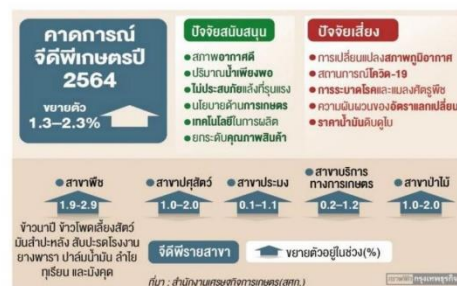 คาดการณ์
จีดีพีเกษตรปี
2564
ขยายตัว
1.3-2.3%
ปัจจัยสนับสนุน
สภาพอากาศดี
ปริมาณน้ำเพียงพอ
ไม่ประสบภัยแล้งที่รุนแรง
นโยบายด้านการเกษตร
เทคโนโลยีในการผลิต
ยกระดับคุณภาพสินค้า
ปัจจัยเสี่ยง
การเปลี่ยนแปลงสภาพภูมิอากาศ
สถานการณ์โควิด-19
การระบาดโรคและแมลงศัตรูพืช
ความผันผวนของอัตราแลกเปลี่ยน
ราคาน้ำมันดิบดูไบ
สาขาพืช
1.9-2.9
ข้าวนาปี ข้าวโพดเลี้ยงสัตว์
มันสำปะหลัง สับปะรดโรงงาน
ยางพารา ปาล์มน้ำมัน ลำไย
ทุเรียน และมังคุด
สาขาปศุสัตว์
1.0-2.0
สาขาประมง
0.1-1.1
สาขาบริการ
ทางการเกษตร
0.2-1.2
สาขาป่าไม้
1.0-2.0
จีดีพีรายสาขา
ขยายตัวอยู่ในช่วง(%)
ที่มา : สำนักงานเศรษฐกิจการเกษตร(สศก.)
กรุงเทพธุรกิจ